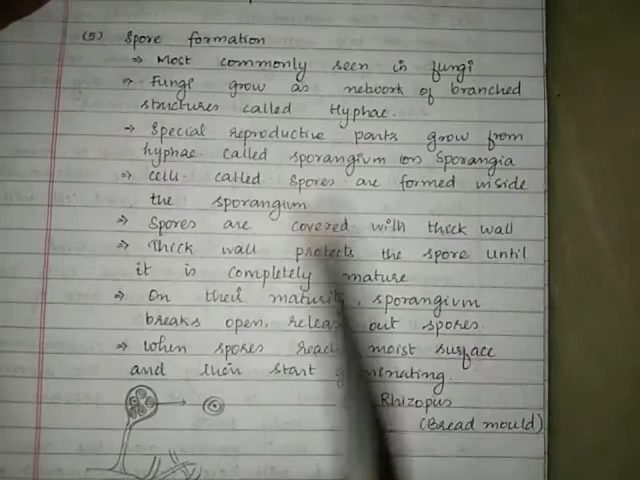 (5) Spore formation
⇒ Most commonly seen in fungi
⇒ Fungi grow as network of branched
structures called Hyphae.
⇒ Special reproductive parts grow from
hyphae called sporangium (or) Sporangia
⇒ cells called spores are formed inside
the sporangium
⇒ Spores are covered with thick wall
⇒ Thick wall protects the spore until
it is completely mature
⇒ On their maturity, sporangium
breaks open, out spores
⇒ When spores reach moist surface
and then start germinating.
Rhizopus
(Bread mould)